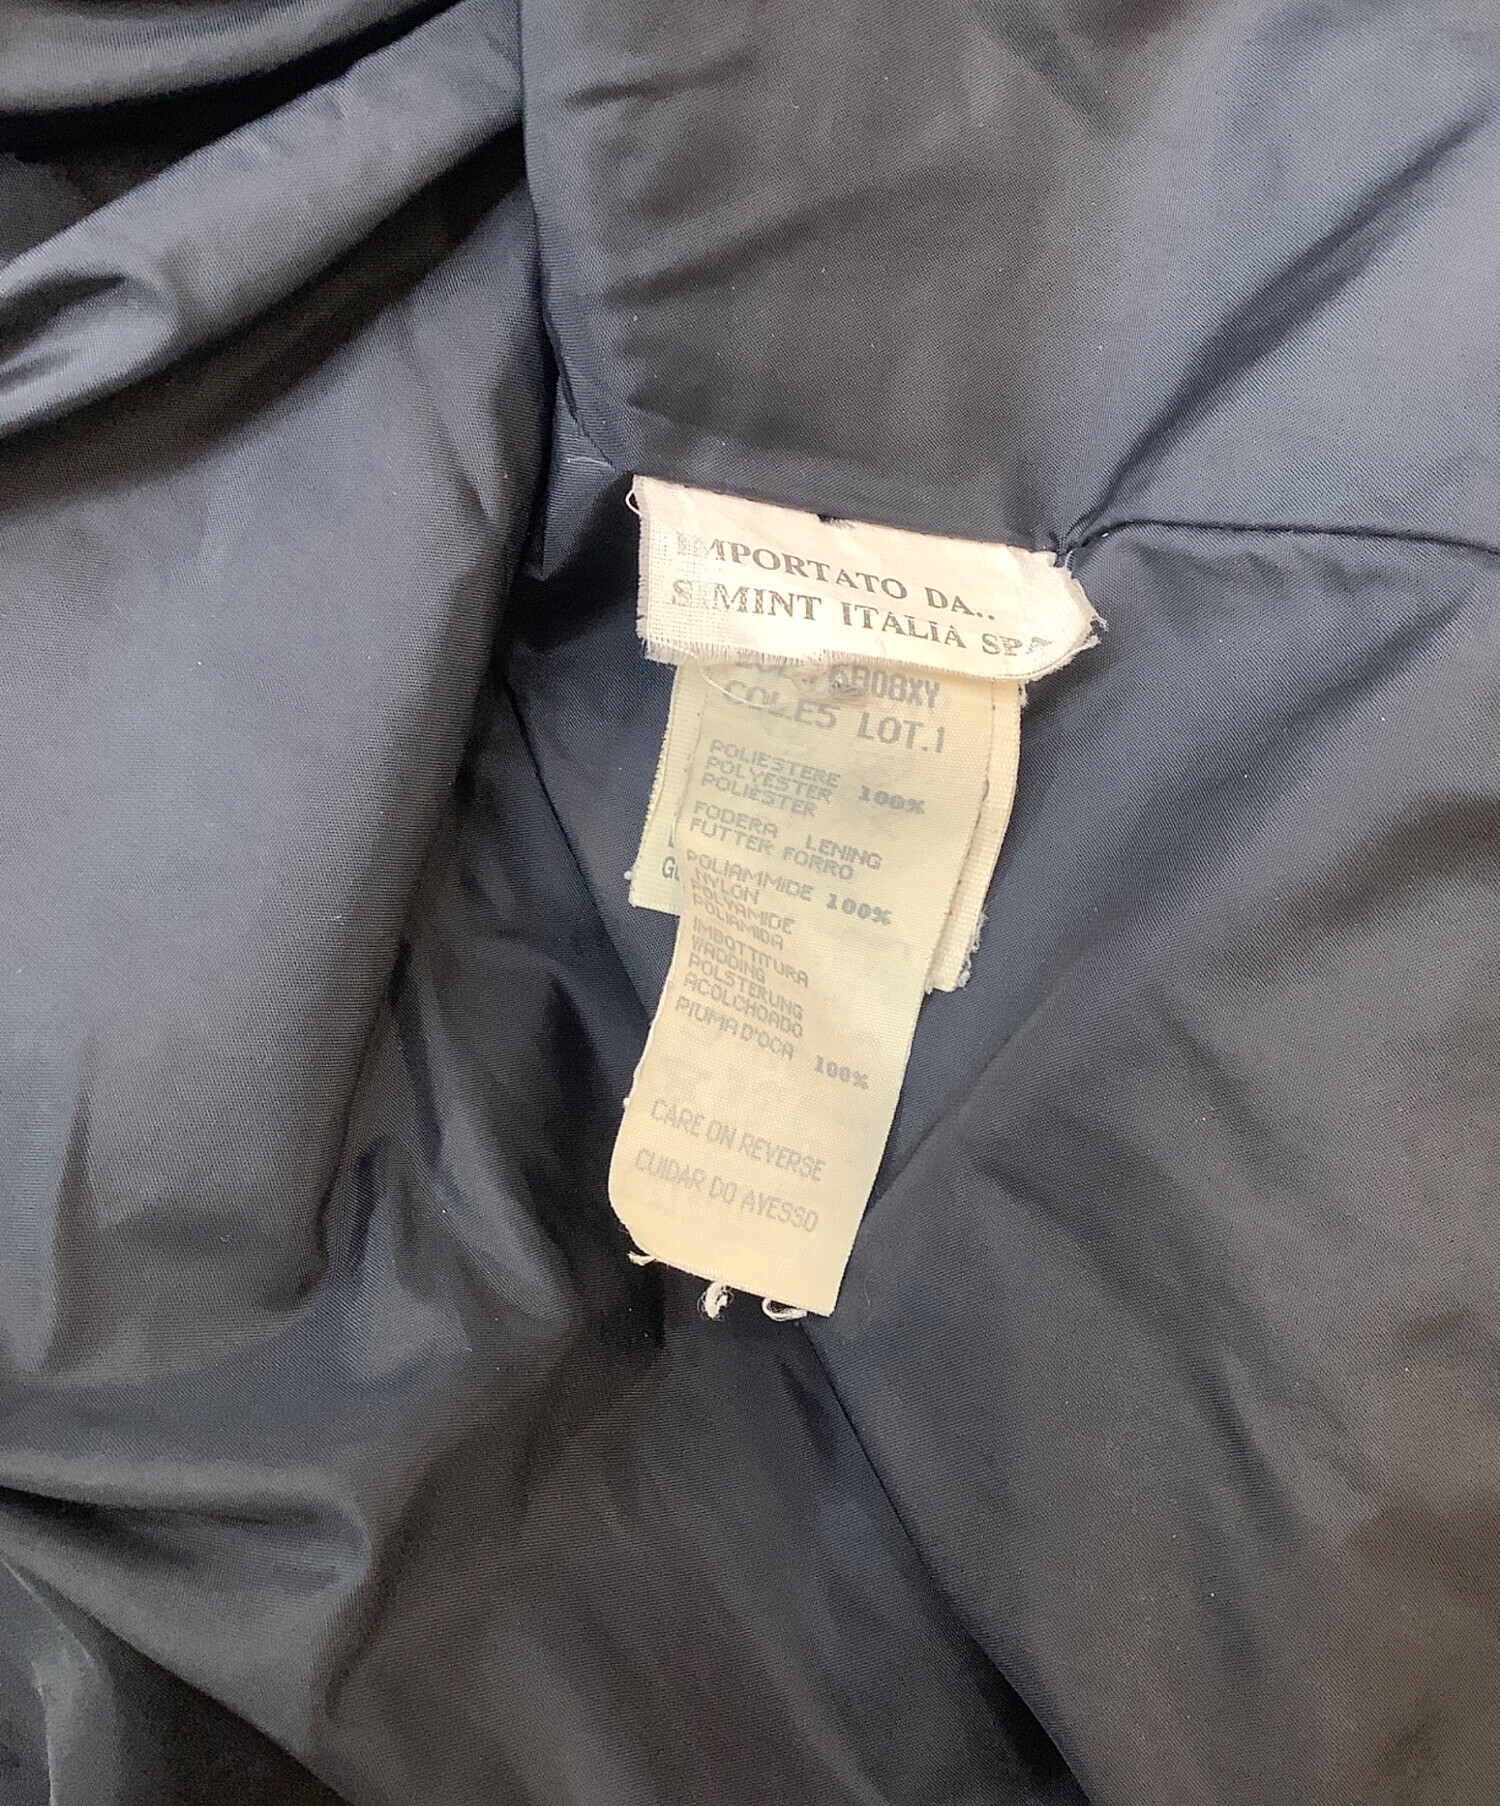 IMPORTATO DA..
SIMINT ITALIA SPA
COL.E5 LOT.1
POLIESTERE
POLYESTER 100%
POLIESTER
FODERA LENING
FUTTER FORRO
POLIAMMIDE 100%
NYLON
POLYAMIDE
POLIAMIDA
IMBOTTITURA
WADDING
POLSTERUNG
ACOLCHOADO
PIUMA D'OCA 100%
CARE ON REVERSE
CUIDAR DO AVESSO